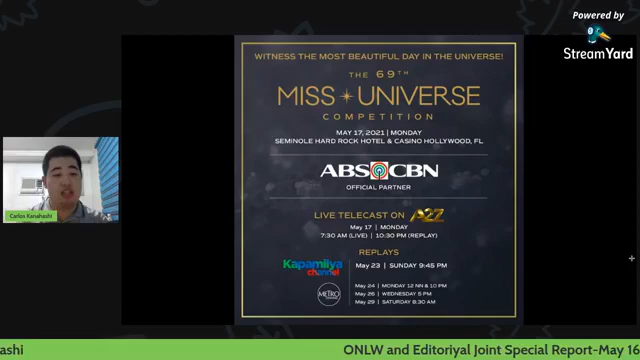 Powered by
StreamYard
WITNESS THE MOST BEAUTIFUL DAY IN THE UNIVERSE!
THE 69TH
MISS UNIVERSE
COMPETITION
MAY 17, 2021 | MONDAY
SEMINOLE HARD ROCK HOTEL & CASINO HOLLYWOOD, FL
ABS CBN
OFFICIAL PARTNER
LIVE TELECAST ON A2Z
May 17 | MONDAY
7:30 AM (LIVE) | 10:30 PM (REPLAY)
REPLAYS
Kapamilya
channel
May 23 | SUNDAY 9:45 PM
METRO
May 24 | MONDAY 12 NN & 10 PM
May 26 | WEDNESDAY 5 PM
May 29 | SATURDAY 8:30 AM
Carlos Kanahashi
ashi
ONLW and Editoriyal Joint Special Report-May 16